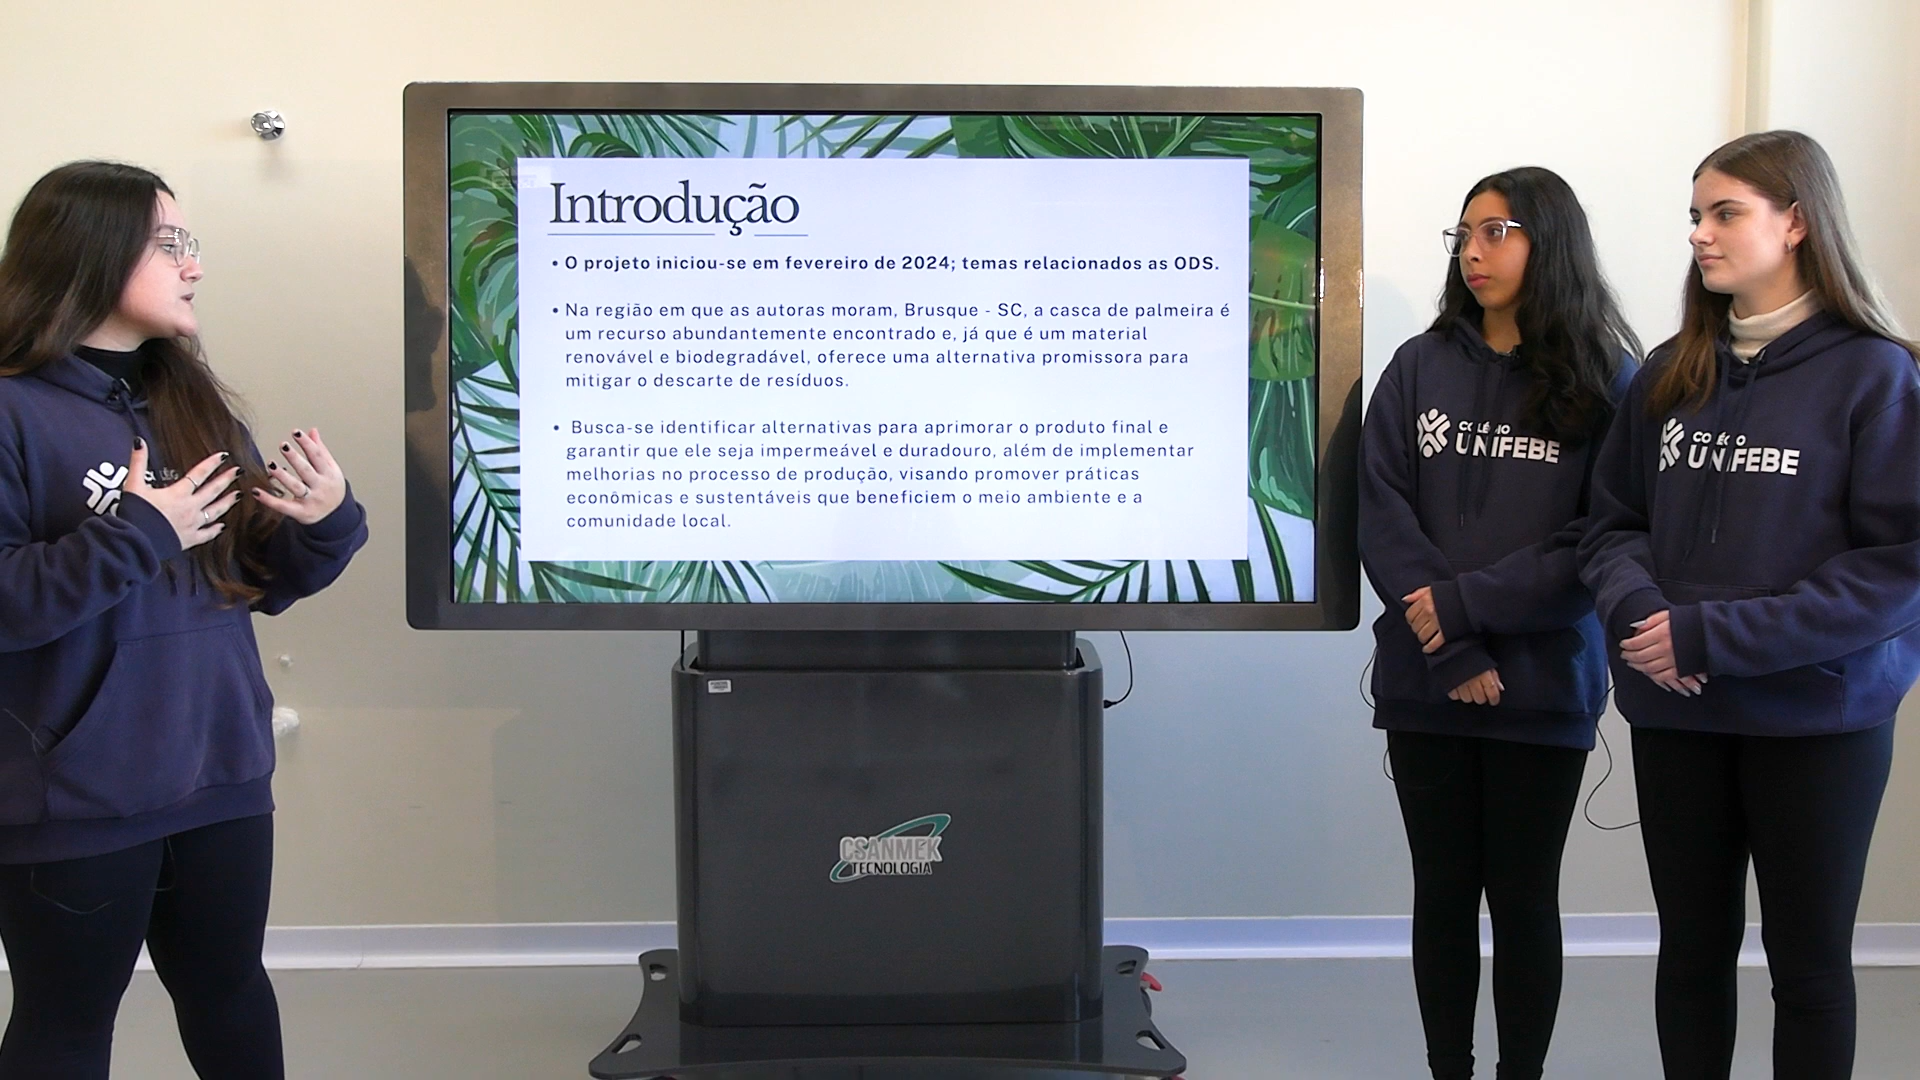 Introdução
• O projeto iniciou-se em fevereiro de 2024; temas relacionados as ODS.
• Na região em que as autoras moram, Brusque - SC, a casca de palmeira é
um recurso abundantemente encontrado e, já que é um material
renovável e biodegradável, oferece uma alternativa promissora para
mitigar o descarte de resíduos.
• Busca-se identificar alternativas para aprimorar o produto final e
garantir que ele seja impermeável e duradouro, além de implementar
melhorias no processo de produção, visando promover práticas
econômicas e sustentáveis que beneficiem o meio ambiente e a
comunidade local.
COLÉGIO
UNIFEBE
COLÉGIO
UNIFEBE
CSANMEK
TECNOLOGIA